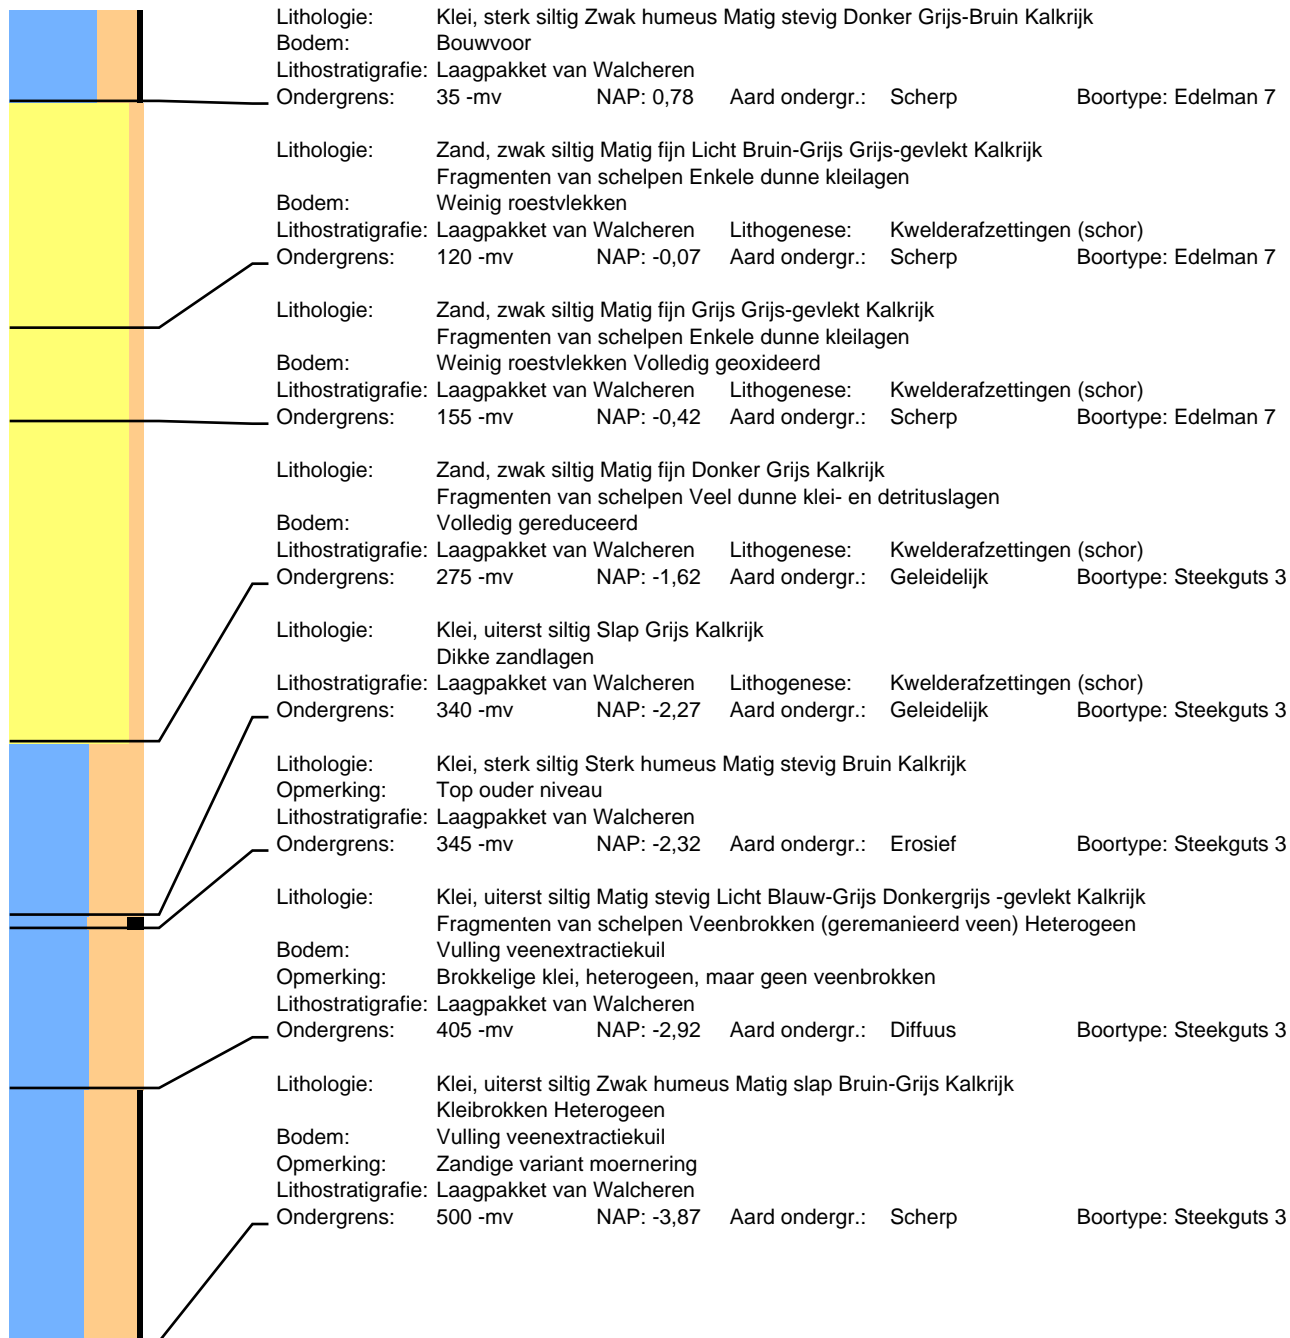 Lithologie: Klei, sterk siltig Zwak humeus Matig stevig Donker Grijs-Bruin Kalkrijk
Bodem: Bouwvoor
Lithostratigrafie: Laagpakket van Walcheren
Ondergrens: 35 -mv NAP: 0,78 Aard ondergr.: Scherp Boortype: Edelman 7
Lithologie: Zand, zwak siltig Matig fijn Licht Bruin-Grijs Grijs-gevlekt Kalkrijk
Fragmenten van schelpen Enkele dunne kleilagen
Bodem: Weinig roestvlekken
Lithostratigrafie: Laagpakket van Walcheren Lithogenese: Kwelderafzettingen (schor)
Ondergrens: 120 -mv NAP: -0,07 Aard ondergr.: Scherp Boortype: Edelman 7
Lithologie: Zand, zwak siltig Matig fijn Grijs Grijs-gevlekt Kalkrijk
Fragmenten van schelpen Enkele dunne kleilagen
Bodem: Weinig roestvlekken Volledig geoxideerd
Lithostratigrafie: Laagpakket van Walcheren Lithogenese: Kwelderafzettingen (schor)
Ondergrens: 155 -mv NAP: -0,42 Aard ondergr.: Scherp Boortype: Edelman 7
Lithologie: Zand, zwak siltig Matig fijn Donker Grijs Kalkrijk
Fragmenten van schelpen Veel dunne klei- en detrituslagen
Bodem: Volledig gereduceerd
Lithostratigrafie: Laagpakket van Walcheren Lithogenese: Kwelderafzettingen (schor)
Ondergrens: 275 -mv NAP: -1,62 Aard ondergr.: Geleidelijk Boortype: Steekguts 3
Lithologie: Klei, uiterst siltig Slap Grijs Kalkrijk
Dikke zandlagen
Lithostratigrafie: Laagpakket van Walcheren Lithogenese: Kwelderafzettingen (schor)
Ondergrens: 340 -mv NAP: -2,27 Aard ondergr.: Geleidelijk Boortype: Steekguts 3
Lithologie: Klei, sterk siltig Sterk humeus Matig stevig Bruin Kalkrijk
Opmerking: Top ouder niveau
Lithostratigrafie: Laagpakket van Walcheren
Ondergrens: 345 -mv NAP: -2,32 Aard ondergr.: Erosief Boortype: Steekguts 3
Lithologie: Klei, uiterst siltig Matig stevig Licht Blauw-Grijs Donkergrijs -gevlekt Kalkrijk
Fragmenten van schelpen Veenbrokken (geremanieerd veen) Heterogeen
Bodem: Vulling veenextractiekuil
Opmerking: Brokkelige klei, heterogeen, maar geen veenbrokken
Lithostratigrafie: Laagpakket van Walcheren
Ondergrens: 405 -mv NAP: -2,92 Aard ondergr.: Diffuus Boortype: Steekguts 3
Lithologie: Klei, uiterst siltig Zwak humeus Matig slap Bruin-Grijs Kalkrijk
Kleibrokken Heterogeen
Bodem: Vulling veenextractiekuil
Opmerking: Zandige variant moernering
Lithostratigrafie: Laagpakket van Walcheren
Ondergrens: 500 -mv NAP: -3,87 Aard ondergr.: Scherp Boortype: Steekguts 3